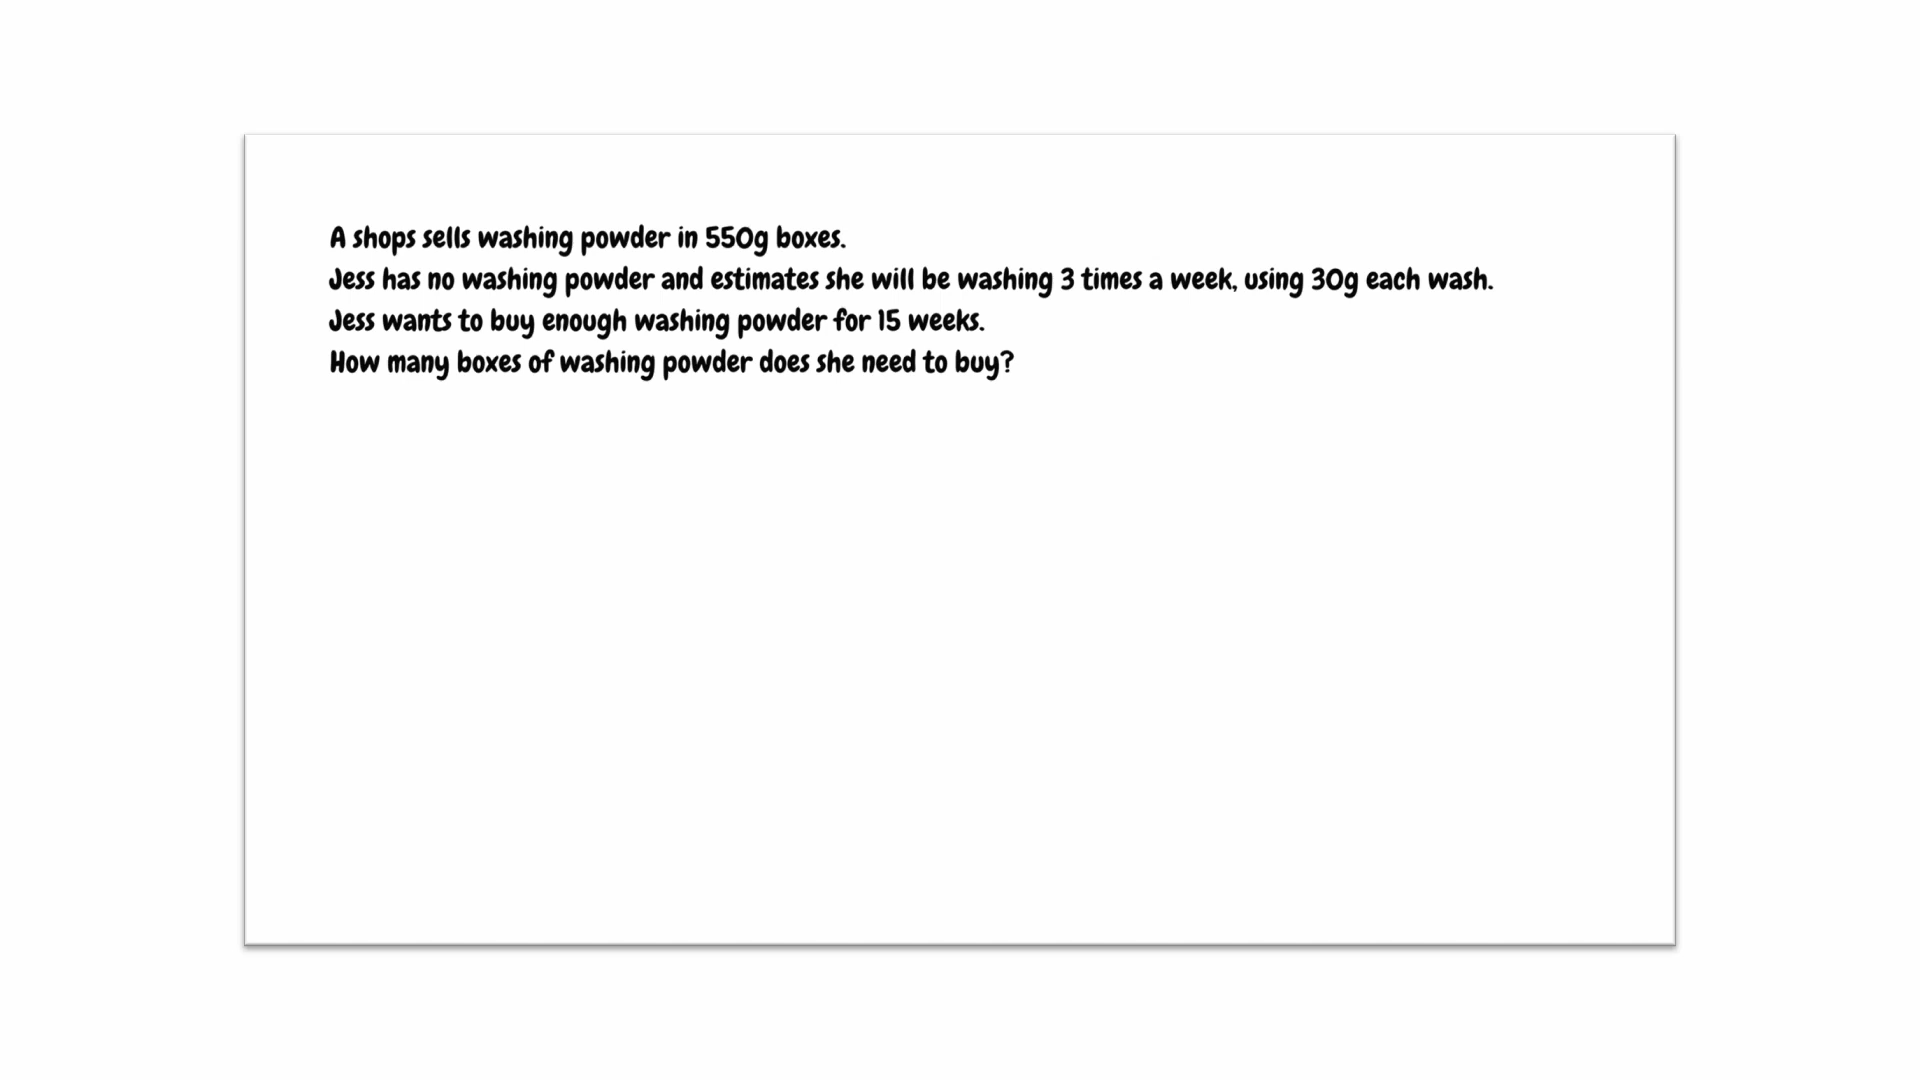 A shops sells washing powder in 550g boxes.
Jess has no washing powder and estimates she will be washing 3 times a week, using 30g each wash.
Jess wants to buy enough washing powder for 15 weeks.
How many boxes of washing powder does she need to buy?